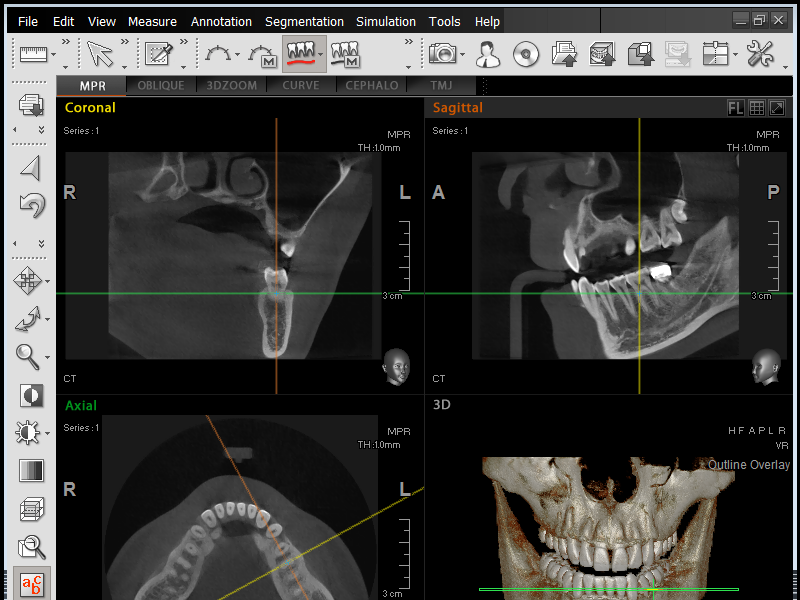 File Edit View Measure Annotation Segmentation Simulation Tools Help
M M
MPR OBLIQUE 3DZOOM CURVE CEPHALO TMJ
Coronal
Series : 1
MPR
TH : 1.0mm
R
L
3 cm
CT
Sagittal
FL
Series : 1
MPR
TH : 1.0mm
A
P
3 cm
CT
Axial
Series : 1
MPR
TH : 1.0mm
R
L
3 cm
3D
H F A P L R
VR
Outline Overlay
abc